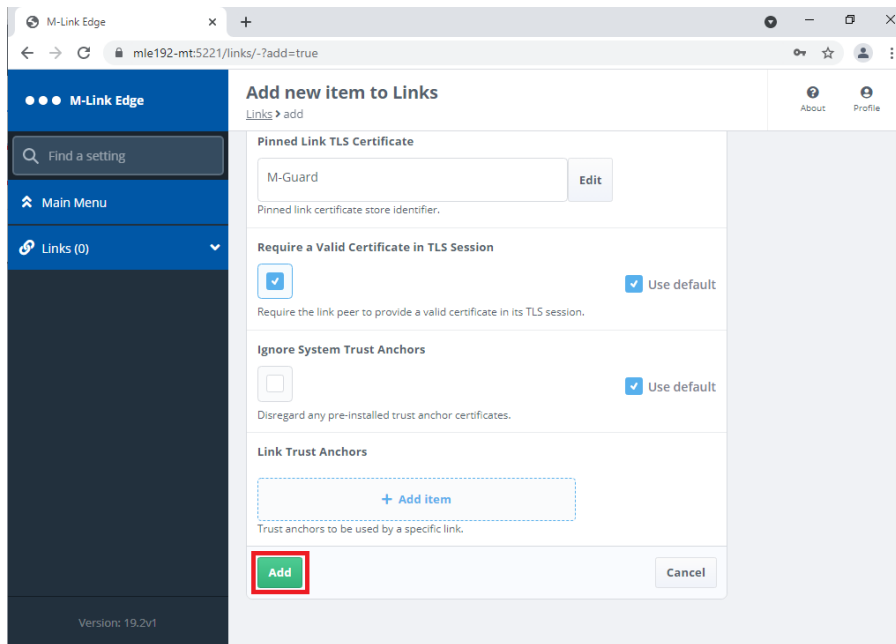 M-Link Edge
mle192-mt:5221/links/-?add=true
M-Link Edge
Find a setting
Main Menu
Links (0)
Version: 19.2v1
Add new item to Links
Links > add
About
Profile
Pinned Link TLS Certificate
M-Guard
Edit
Pinned link certificate store identifier.
Require a Valid Certificate in TLS Session
Use default
Require the link peer to provide a valid certificate in its TLS session.
Ignore System Trust Anchors
Use default
Disregard any pre-installed trust anchor certificates.
Link Trust Anchors
+ Add item
Trust anchors to be used by a specific link.
Add
Cancel